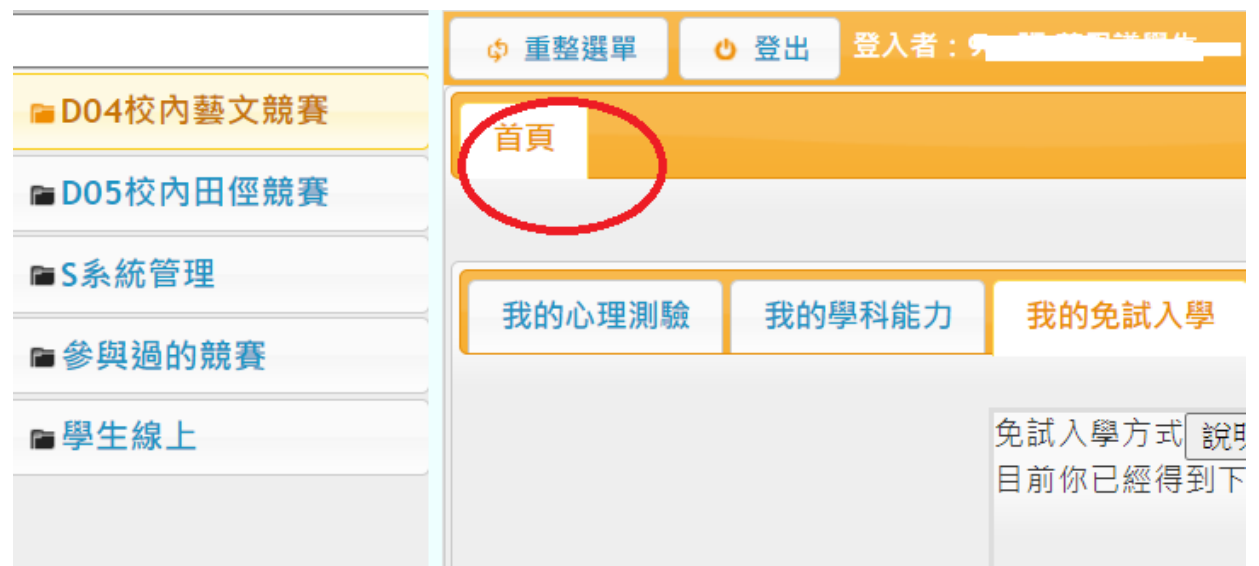 重整選單
登出
登入者：9
D04校內藝文競賽
首頁
D05校內田徑競賽
S系統管理
我的心理測驗
我的學科能力
我的免試入學
參與過的競賽
學生線上
免試入學方式 說明
目前你已經得到下